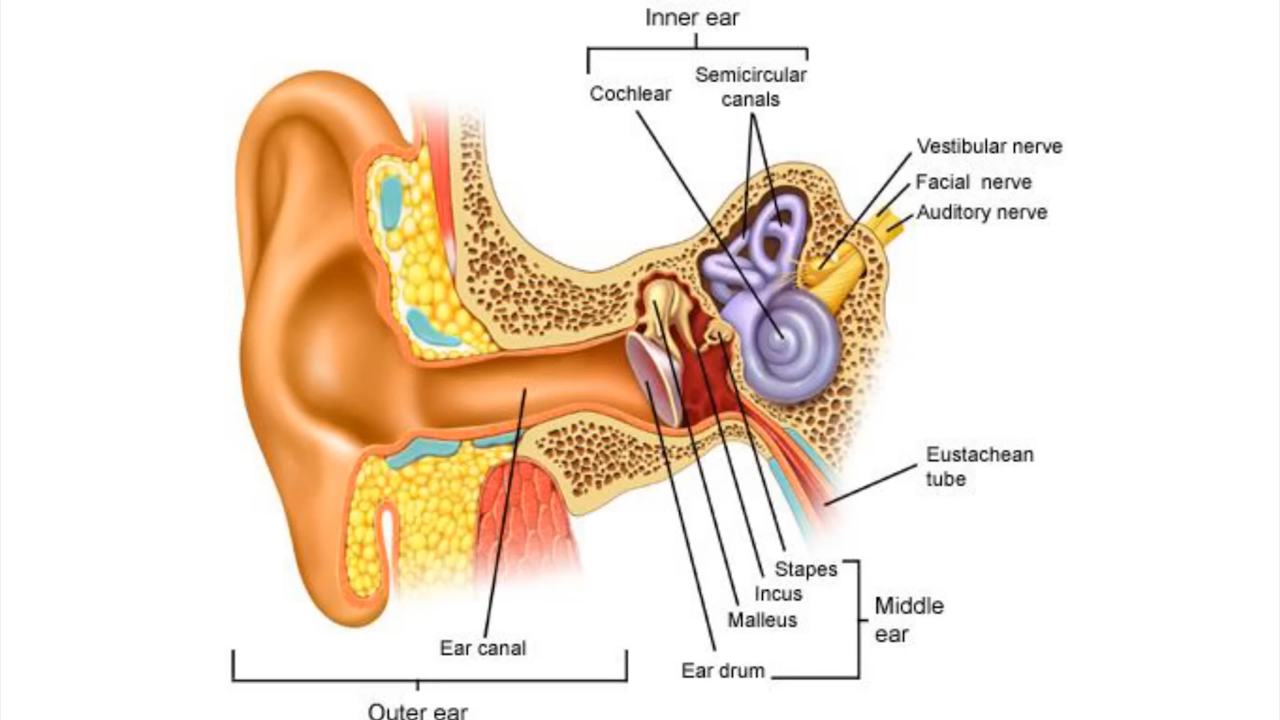 Inner ear
Semicircular
canals
Cochlear
Vestibular nerve
Facial nerve
Auditory nerve
Eustachean
tube
Stapes
Incus
Malleus
Ear drum
Middle
ear
Ear canal
Outer ear